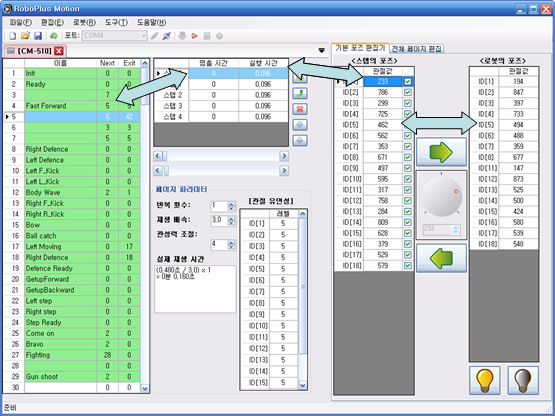 RoboPlus Motion
파일(F) 편집(E) 로봇(R) 도구(T) 도움말(H)
포트: COM4
[CM-510]
이름 Next Exit
1 Init 0 0
2 Ready 0 0
3 7
4 Fast Forward 5 5
5 6 42
6 3 3
7 5 5
8 Right Defence 0 0
9 Left Defence 0 0
10 Left F_Kick 0 0
11 Left L_Kick 0 0
12 Body Wave 2 1
13 Right F_Kick 0 0
14 Right R_Kick 0 0
15 Bow 0 0
16 Ball catch 0 0
17 Left Moving 0 17
18 Right Defence 0 18
19 Defence Ready 0 0
20 GetupForward 0 0
21 GetupBackward 0 0
22 Left step 0 0
23 Right step 0 0
24 Step Ready 0 0
25 Come on 2 0
26 Bravo 2 0
27 Fighting 28 0
28 0 0
29 Gun shoot 2 0
30 0 0
멈춤 시간 실행 시간
0 0.096
0 0.096
스텝 2 0 0.096
스텝 3 0 0.096
스텝 4 0 0.096
페이지 파라미터
반복 횟수: 1
재생 배속: 3.0
관성력 조절: 4
실제 재생 시간
(0.480초 / 3.0) x 1
= 0분 0.160초
[관절 유연성]
레벨
ID[1] 5
ID[2] 5
ID[3] 5
ID[4] 5
ID[5] 5
ID[6] 5
ID[7] 5
ID[8] 5
ID[9] 5
ID[10] 5
ID[11] 5
ID[12] 5
ID[13] 5
ID[14] 5
ID[15] 5
기본 포즈 편집기 전체 페이지 편집
<스텝의 포즈>
관절값
233
ID[2] 786
ID[3] 299
ID[4] 725
ID[5] 462
ID[6] 561
ID[7] 353
ID[8] 671
ID[9] 497
ID[10] 595
ID[11] 317
ID[12] 758
ID[13] 245
ID[14] 809
ID[15] 628
ID[16] 379
ID[17] 529
ID[18] 579
233
<로봇의 포즈>
관절값
ID[1] 194
ID[2] 847
ID[3] 397
ID[4] 733
ID[5] 494
ID[6] 488
ID[7] 359
ID[8] 677
ID[9] 447
ID[10] 573
ID[11] 325
ID[12] 714
ID[13] 284
ID[14] 580
ID[15] 639
ID[16] 400
ID[17] 464
ID[18] 548
준비